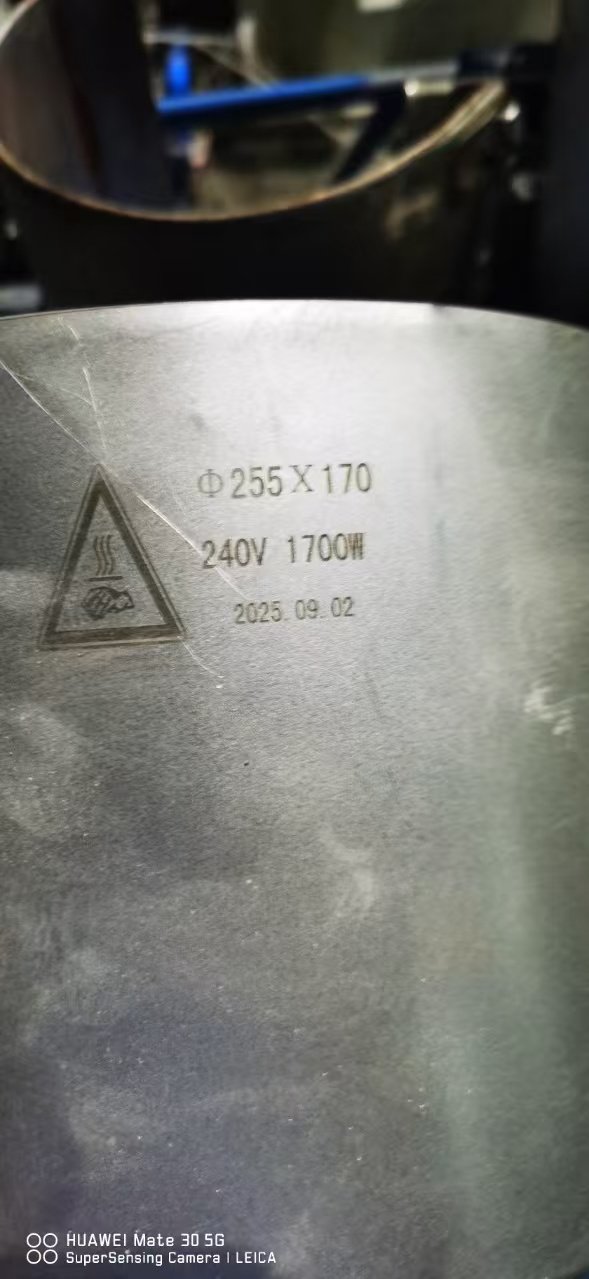 Φ255X170
240V 1700W
2025.09.02
HUAWEI Mate 30 5G
SuperSensing Camera | LEICA